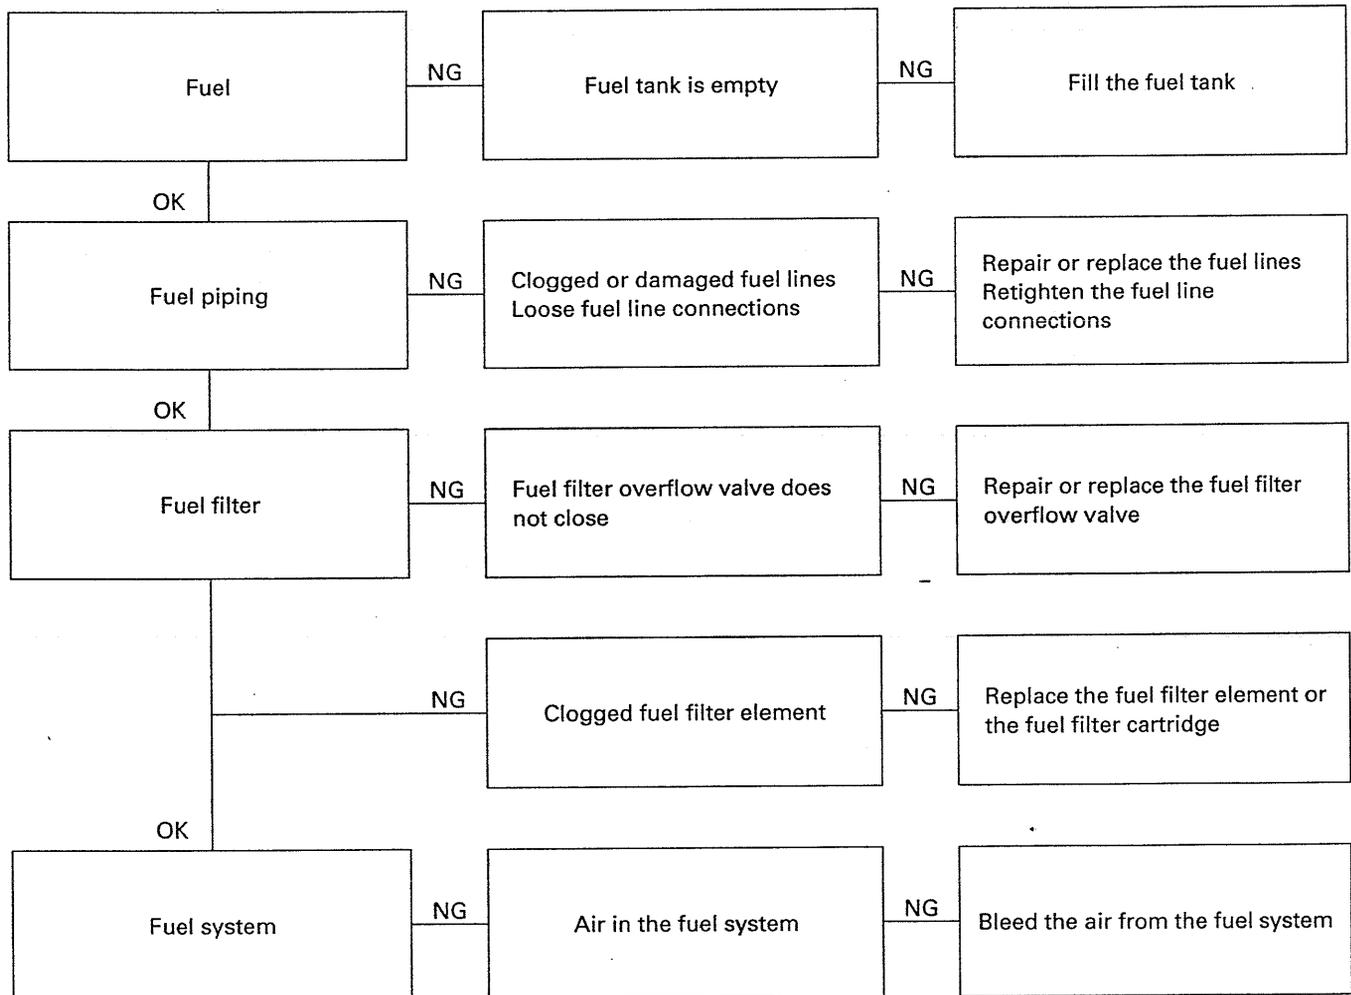 Fuel
NG
Fuel tank is empty
NG
Fill the fuel tank
OK
Fuel piping
NG
Clogged or damaged fuel lines
Loose fuel line connections
NG
Repair or replace the fuel lines
Retighten the fuel line
connections
OK
Fuel filter
NG
Fuel filter overflow valve does
not close
NG
Repair or replace the fuel filter
overflow valve
NG
Clogged fuel filter element
NG
Replace the fuel filter element or
the fuel filter cartridge
OK
Fuel system
NG
Air in the fuel system
NG
Bleed the air from the fuel system